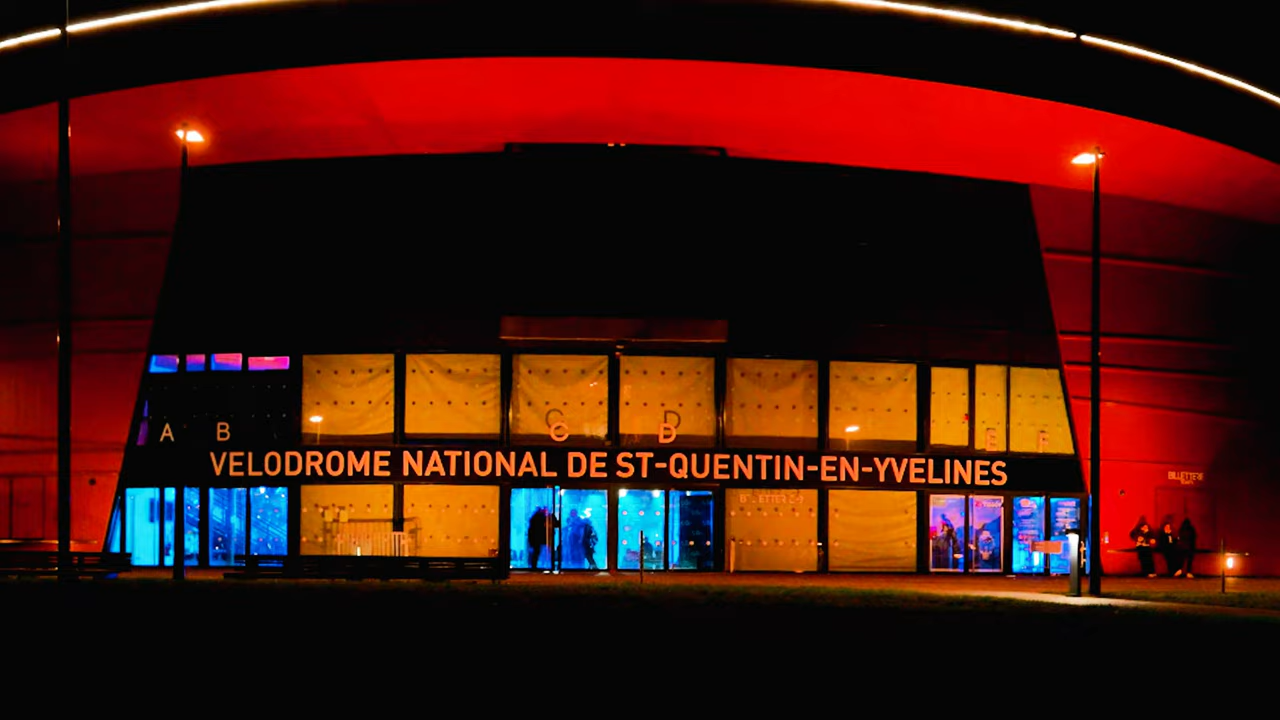 A B C D E F
VELODROME NATIONAL DE ST-QUENTIN-EN-YVELINES
BILLETTERIE